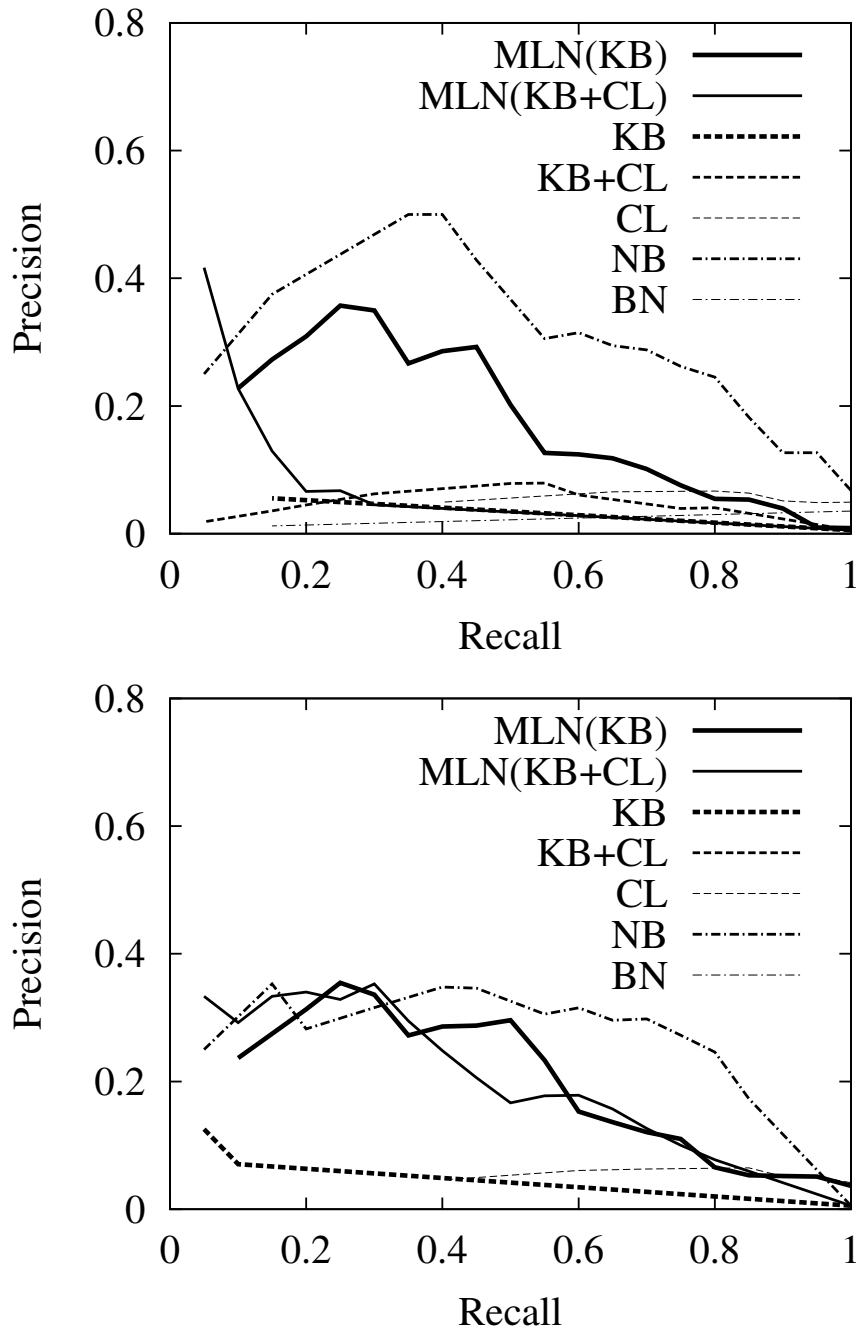 0.8
MLN(KB)
MLN(KB+CL)
0.6
KB
KB+CL
CL
NB
0.4
BN
Precision
0.2
0
0 0.2 0.4 0.6 0.8 1
Recall
0.8
MLN(KB)
MLN(KB+CL)
0.6
KB
KB+CL
CL
NB
0.4
BN
Precision
0.2
0
0 0.2 0.4 0.6 0.8 1
Recall